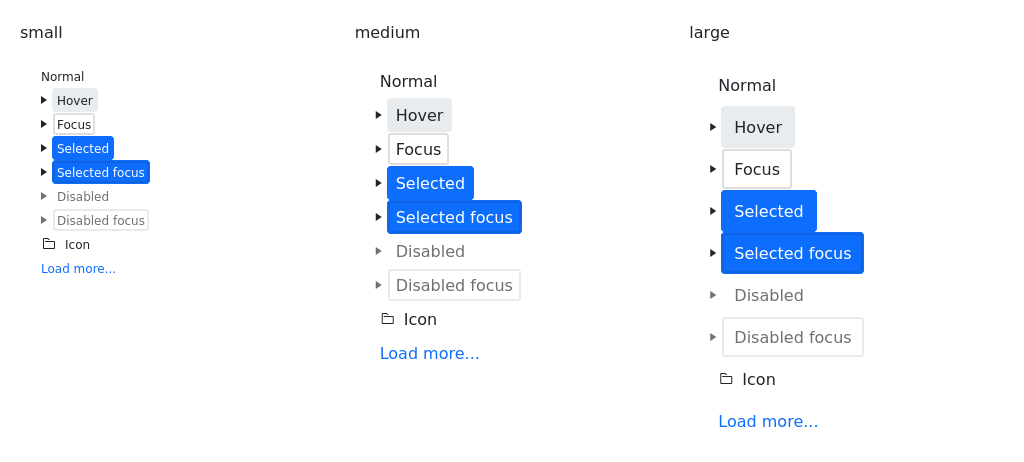 small
Normal
Hover
Focus
Selected
Selected focus
Disabled
Disabled focus
Icon
Load more...
medium
Normal
Hover
Focus
Selected
Selected focus
Disabled
Disabled focus
Icon
Load more...
large
Normal
Hover
Focus
Selected
Selected focus
Disabled
Disabled focus
Icon
Load more...